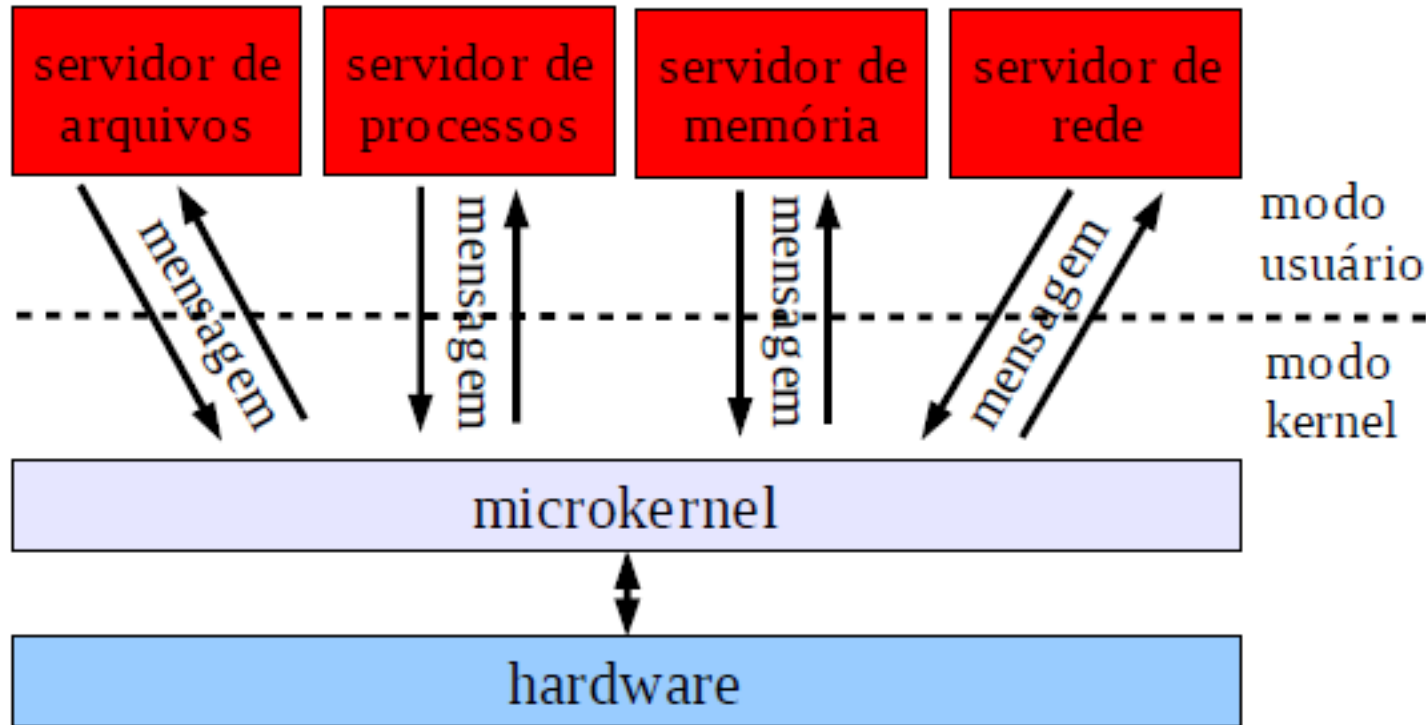 servidor de
arquivos
servidor de
processos
servidor de
memória
servidor de
rede
mensagem
mensagem
mensagem
mensagem
modo
usuário
modo
kernel
microkernel
hardware